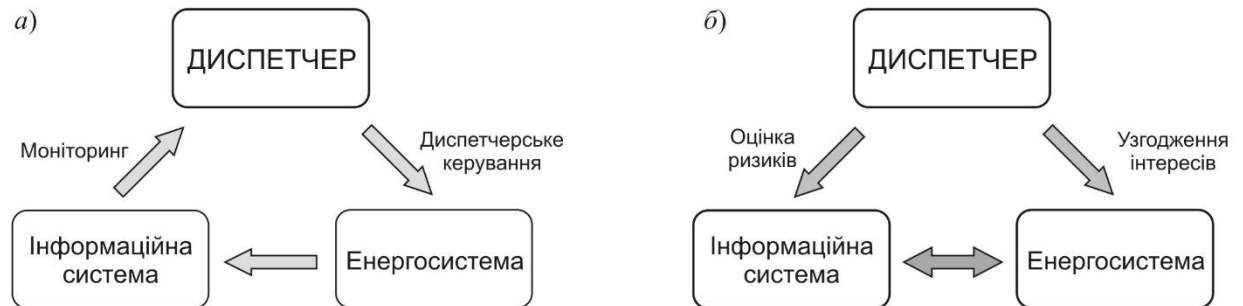 а)
ДИСПЕТЧЕР
Моніторинг
Диспетчерське
керування
Інформаційна
система
Енергосистема
б)
ДИСПЕТЧЕР
Оцінка
ризиків
Узгодження
інтересів
Інформаційна
система
Енергосистема